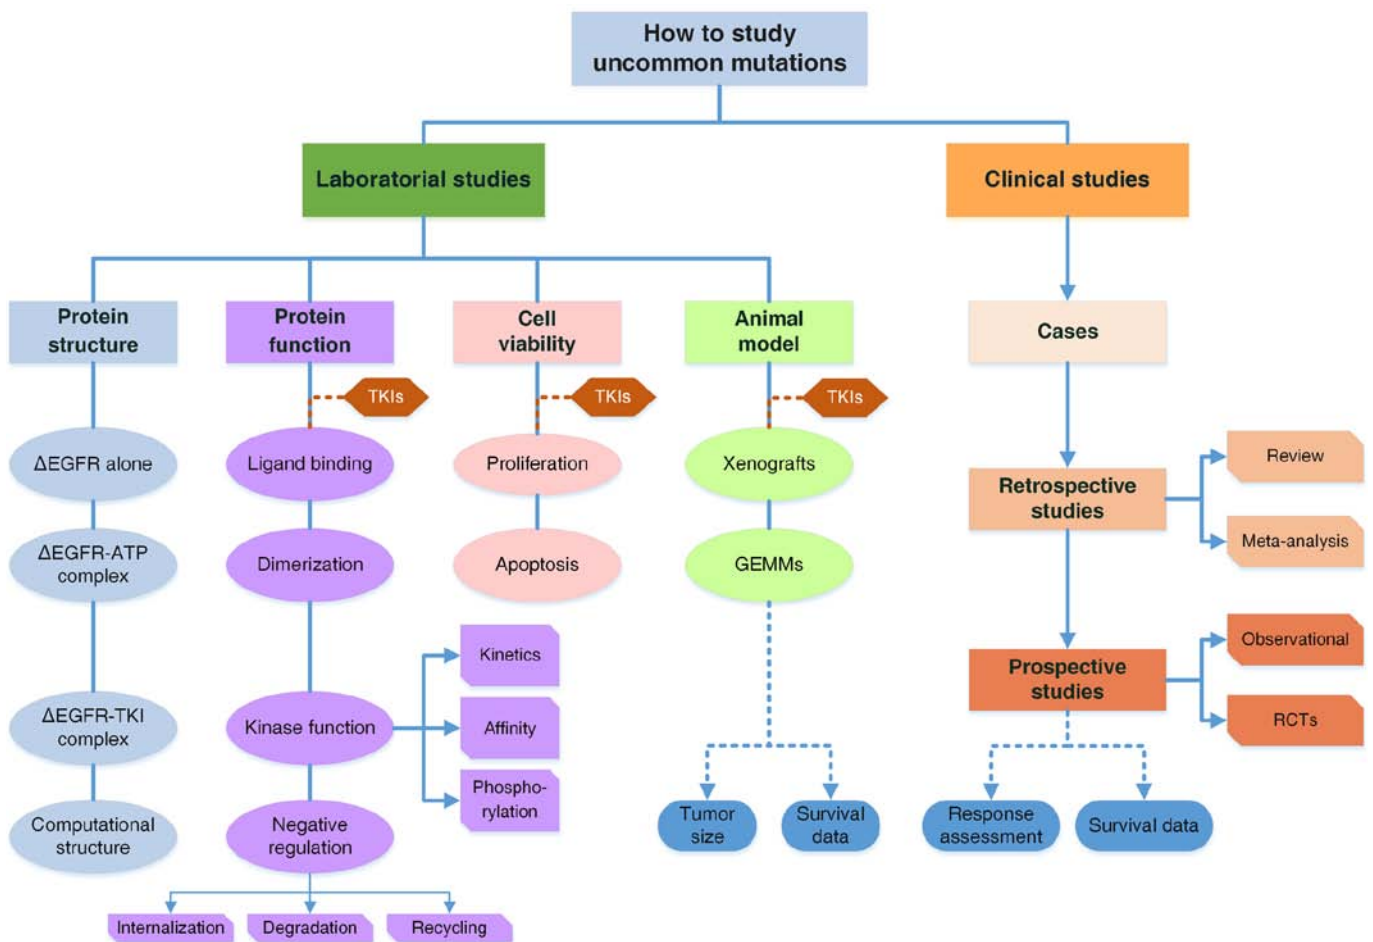 How to study
uncommon mutations
Laboratorial studies
Clinical studies
Protein
structure
Protein
function
Cell
viability
Animal
model
Cases
TKIs
TKIs
TKIs
ΔEGFR alone
Ligand binding
Proliferation
Xenografts
Retrospective
studies
Review
Meta-analysis
ΔEGFR-ATP
complex
Dimerization
Apoptosis
GEMMs
Kinetics
Prospective
studies
Observational
RCTs
ΔEGFR-TKI
complex
Kinase function
Affinity
Phospho-
rylation
Computational
structure
Negative
regulation
Tumor
size
Survival
data
Response
assessment
Survival data
Internalization
Degradation
Recycling